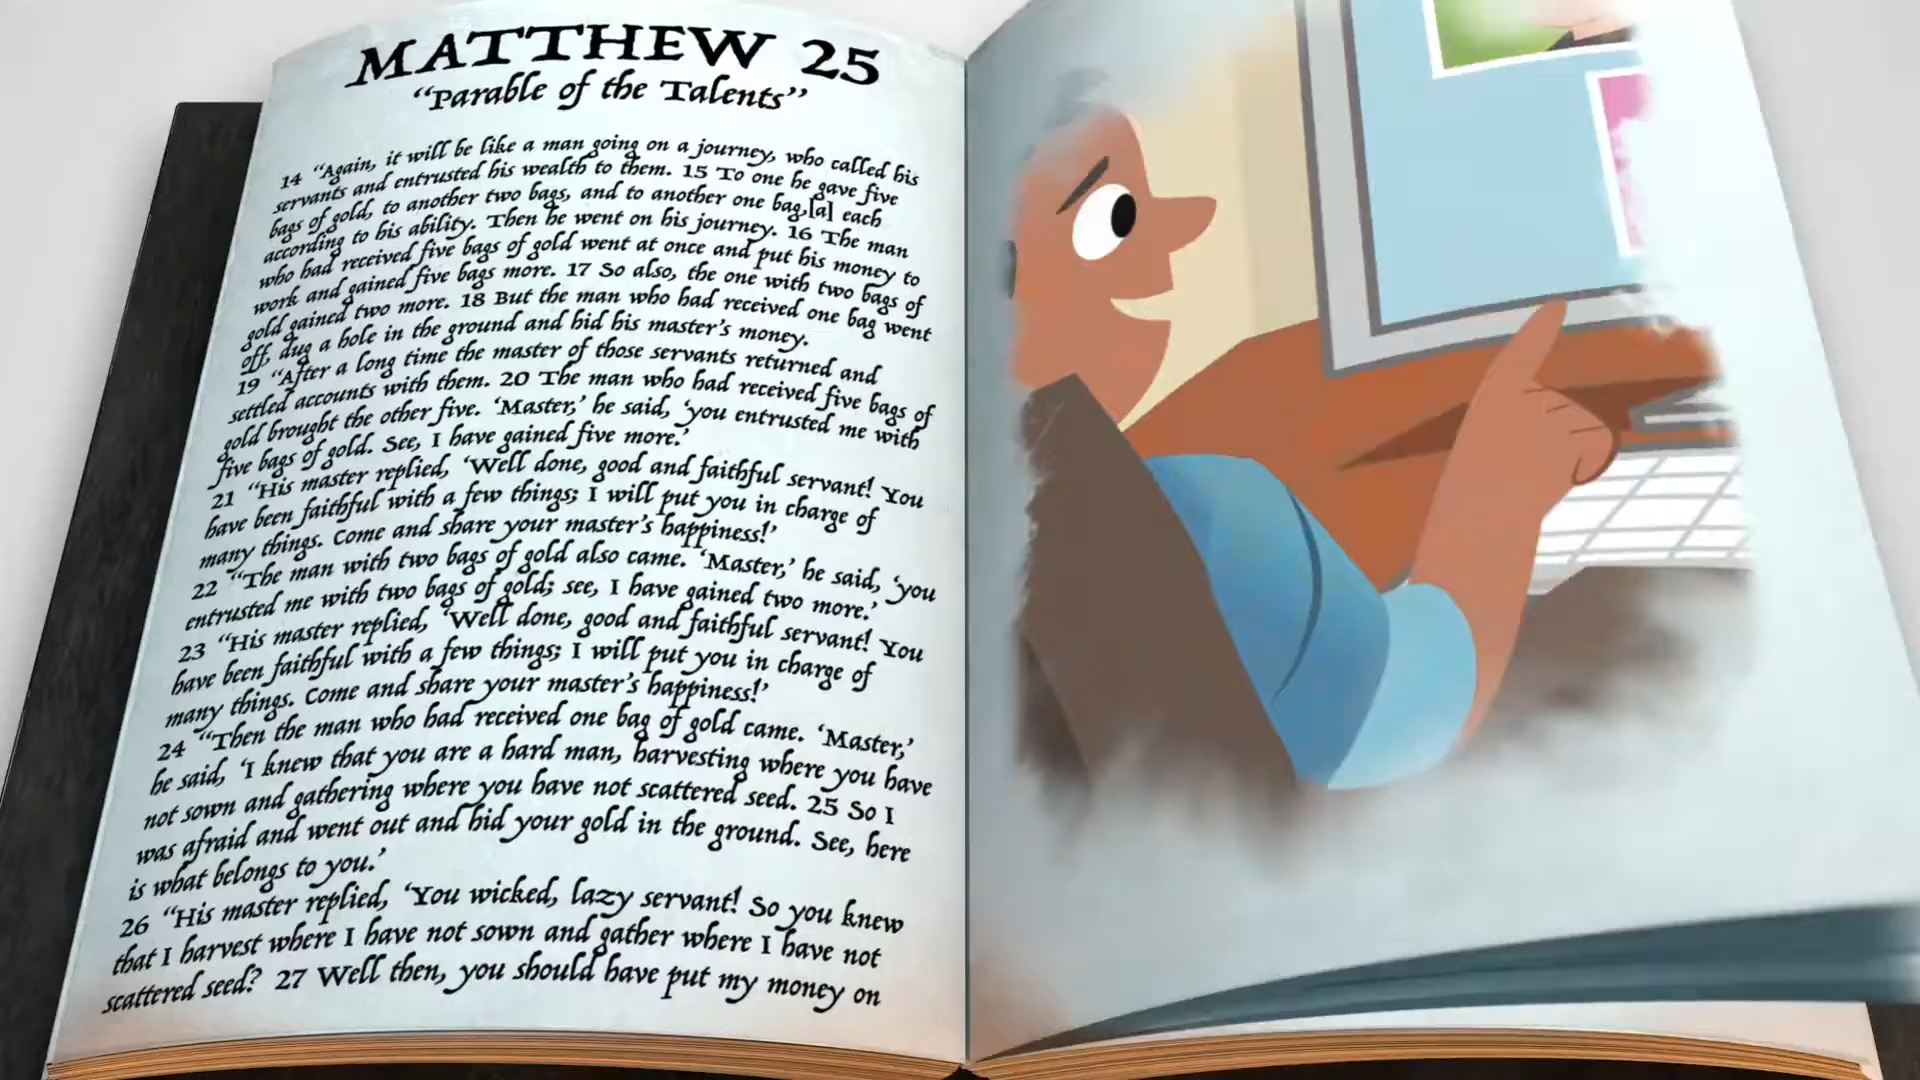 MATTHEW 25
“Parable of the Talents”
14 “Again, it will be like a man going on a journey, who called his
servants and entrusted his wealth to them. 15 To one he gave five
bags of gold, to another two bags, and to another one bag,[a] each
according to his ability. Then he went on his journey. 16 The man
who had received five bags of gold went at once and put his money to
work and gained five bags more. 17 So also, the one with two bags of
gold gained two more. 18 But the man who had received one bag went
off, dug a hole in the ground and hid his master’s money.
19 “After a long time the master of those servants returned and
settled accounts with them. 20 The man who had received five bags of
gold brought the other five. ‘Master,’ he said, ‘you entrusted me with
five bags of gold. See, I have gained five more.’
21 “His master replied, ‘Well done, good and faithful servant! You
have been faithful with a few things; I will put you in charge of
many things. Come and share your master’s happiness!’
22 “The man with two bags of gold also came. ‘Master,’ he said, ‘you
entrusted me with two bags of gold; see, I have gained two more.’
23 “His master replied, ‘Well done, good and faithful servant! You
have been faithful with a few things; I will put you in charge of
many things. Come and share your master’s happiness!’
24 “Then the man who had received one bag of gold came. ‘Master,’
he said, ‘I knew that you are a hard man, harvesting where you have
not sown and gathering where you have not scattered seed. 25 So I
was afraid and went out and hid your gold in the ground. See, here
is what belongs to you.’
26 “His master replied, ‘You wicked, lazy servant! So you knew
that I harvest where I have not sown and gather where I have not
scattered seed? 27 Well then, you should have put my money on